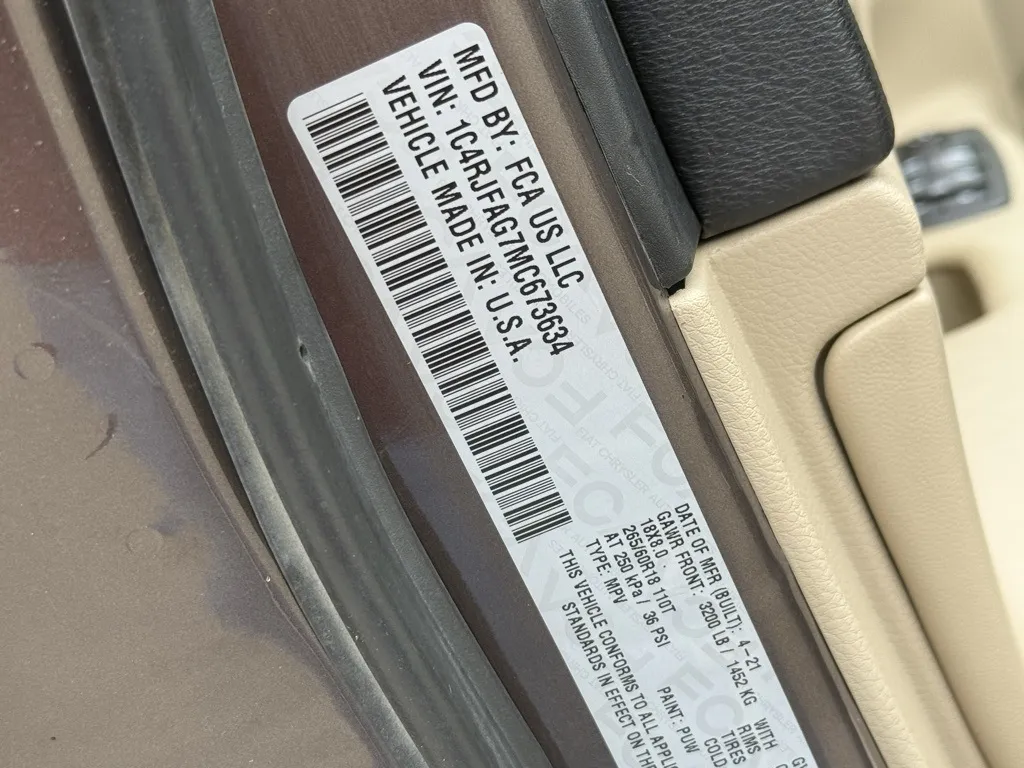 MFD BY: FCA US LLC
VIN: 1C4RJFAG7MC673634
VEHICLE MADE IN: U.S.A.
DATE OF MFR (BUILT): 4-21
GAWR FRONT: 3200 LB / 1452 KG WITH
18X8.0 RIMS
265/60R18 110T TIRES
AT 250 kPa / 36 PSI COLD
TYPE: MPV PAINT: PUW
THIS VEHICLE CONFORMS TO ALL
STANDARDS IN EFFECT ON THE